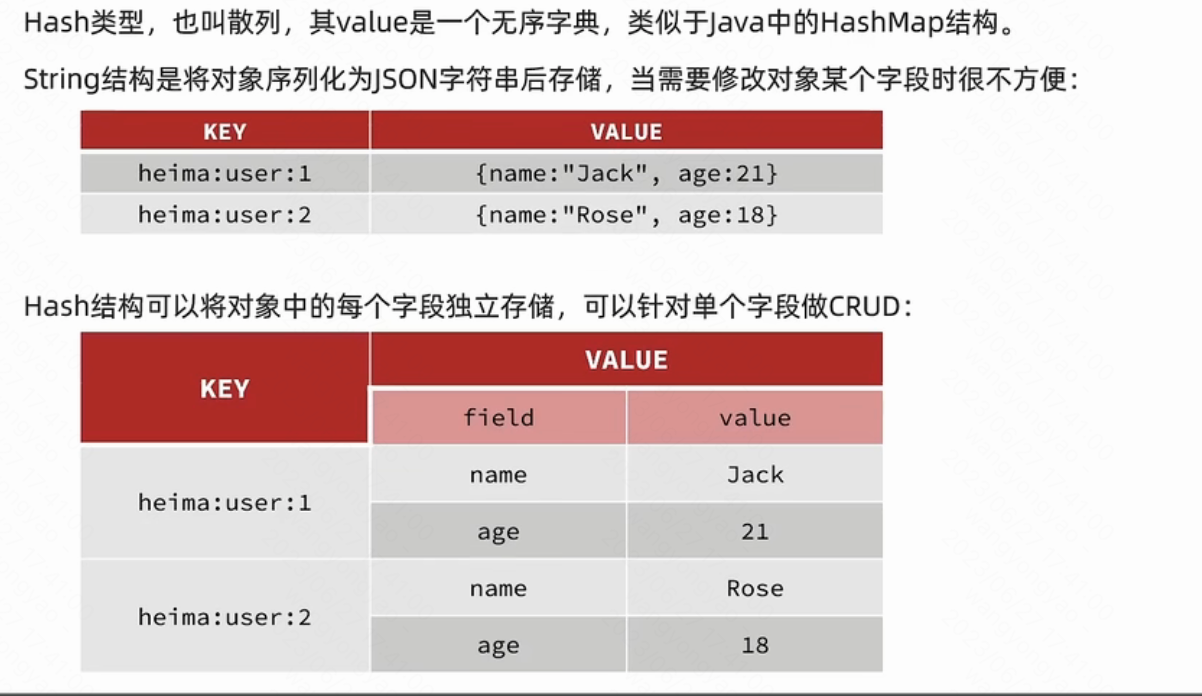 Hash类型，也叫散列，其value是一个无序字典，类似于Java中的HashMap结构。
String结构是将对象序列化为JSON字符串后存储，当需要修改对象某个字段时很不方便：
KEY VALUE
heima:user:1 {name:"Jack", age:21}
heima:user:2 {name:"Rose", age:18}
Hash结构可以将对象中的每个字段独立存储，可以针对单个字段做CRUD：
KEY VALUE
field value
heima:user:1 name Jack
age 21
heima:user:2 name Rose
age 18